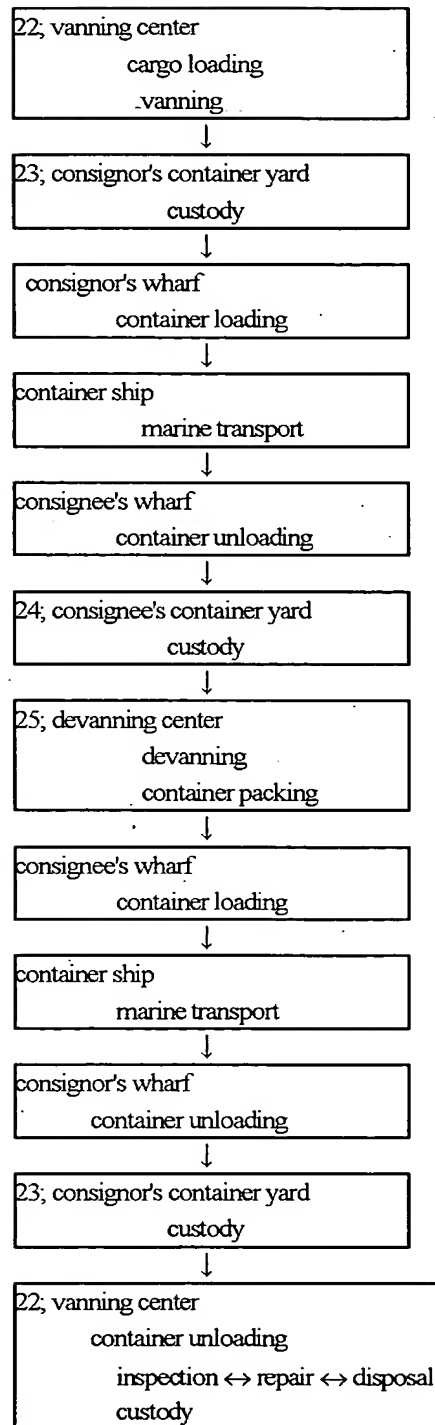 22; vanning center
cargo loading
vanning
↓
23; consignor's container yard
custody
↓
consignor's wharf
container loading
↓
container ship
marine transport
↓
consignee's wharf
container unloading
↓
24; consignee's container yard
custody
↓
25; devanning center
devanning
container packing
↓
consignee's wharf
container loading
↓
container ship
marine transport
↓
consignor's wharf
container unloading
↓
23; consignor's container yard
custody
↓
22; vanning center
container unloading
inspection ↔ repair ↔ disposal
custody